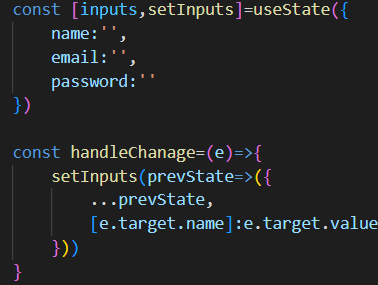 const [inputs,setInputs]=useState({
    name:'',
    email:'',
    password:''
})
const handleChanage=(e)=>{
    setInputs(prevState=>({
        ...prevState,
        [e.target.name]:e.target.value
    }))
}